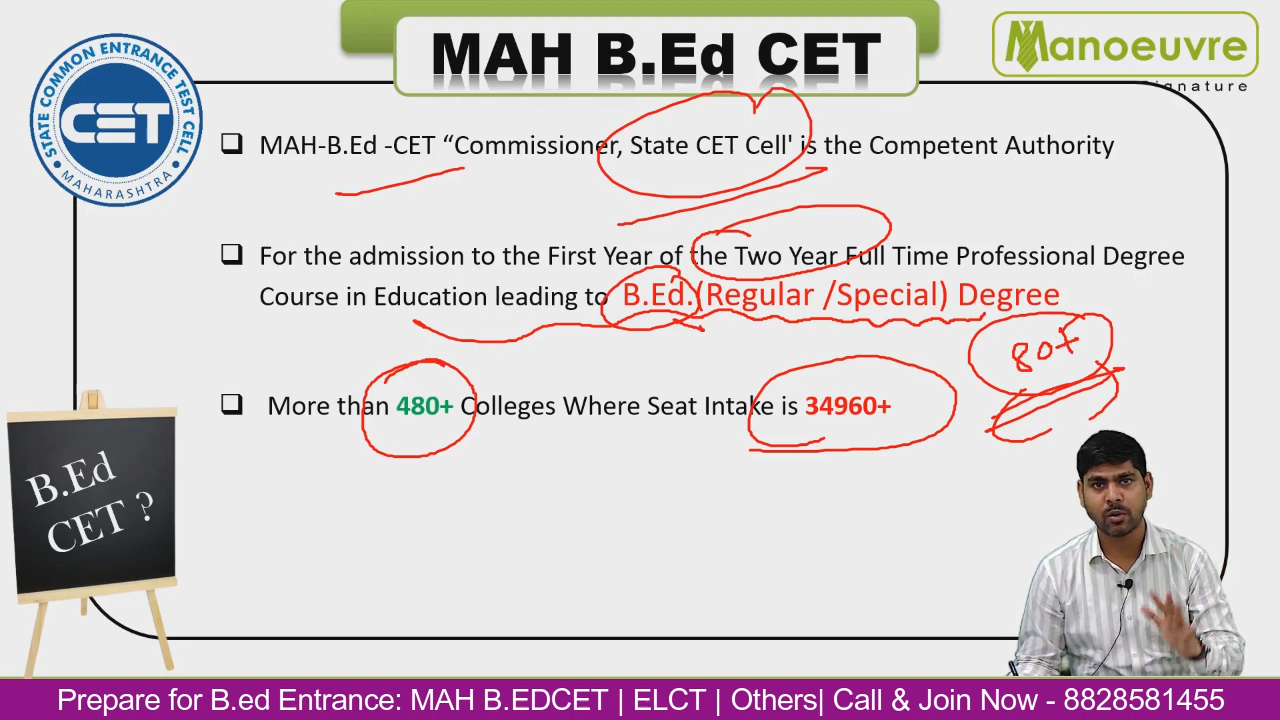 MAH B.Ed CET
Manoeuvre
ignature
STATE COMMON ENTRANCE TEST CELL
CET
MAHARASHTRA
MAH-B.Ed -CET “Commissioner, State CET Cell' is the Competent Authority
For the admission to the First Year of the Two Year Full Time Professional Degree
Course in Education leading to B.Ed.(Regular /Special) Degree
80+
More than 480+ Colleges Where Seat Intake is 34960+
B.Ed
CET ?
Prepare for B.ed Entrance: MAH B.EDCET | ELCT | Others| Call & Join Now - 8828581455